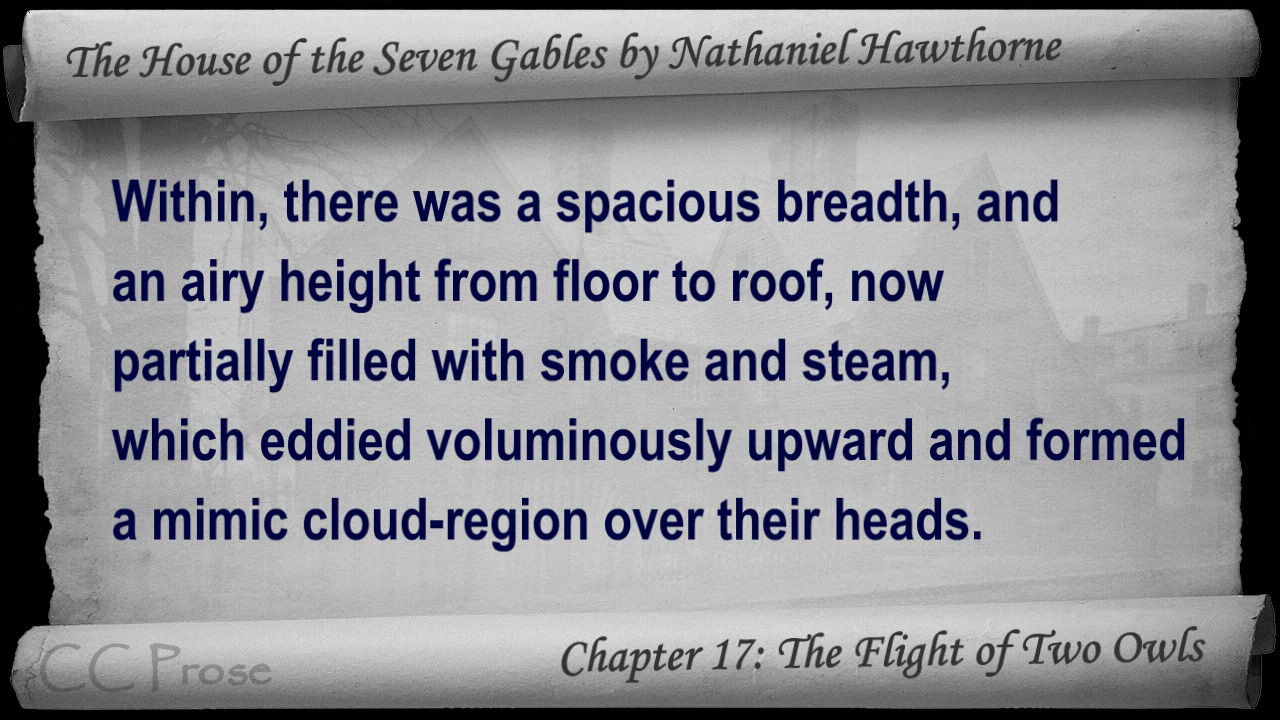 The House of the Seven Gables by Nathaniel Hawthorne
Within, there was a spacious breadth, and
an airy height from floor to roof, now
partially filled with smoke and steam,
which eddied voluminously upward and formed
a mimic cloud-region over their heads.
CC Prose
Chapter 17: The Flight of Two Owls